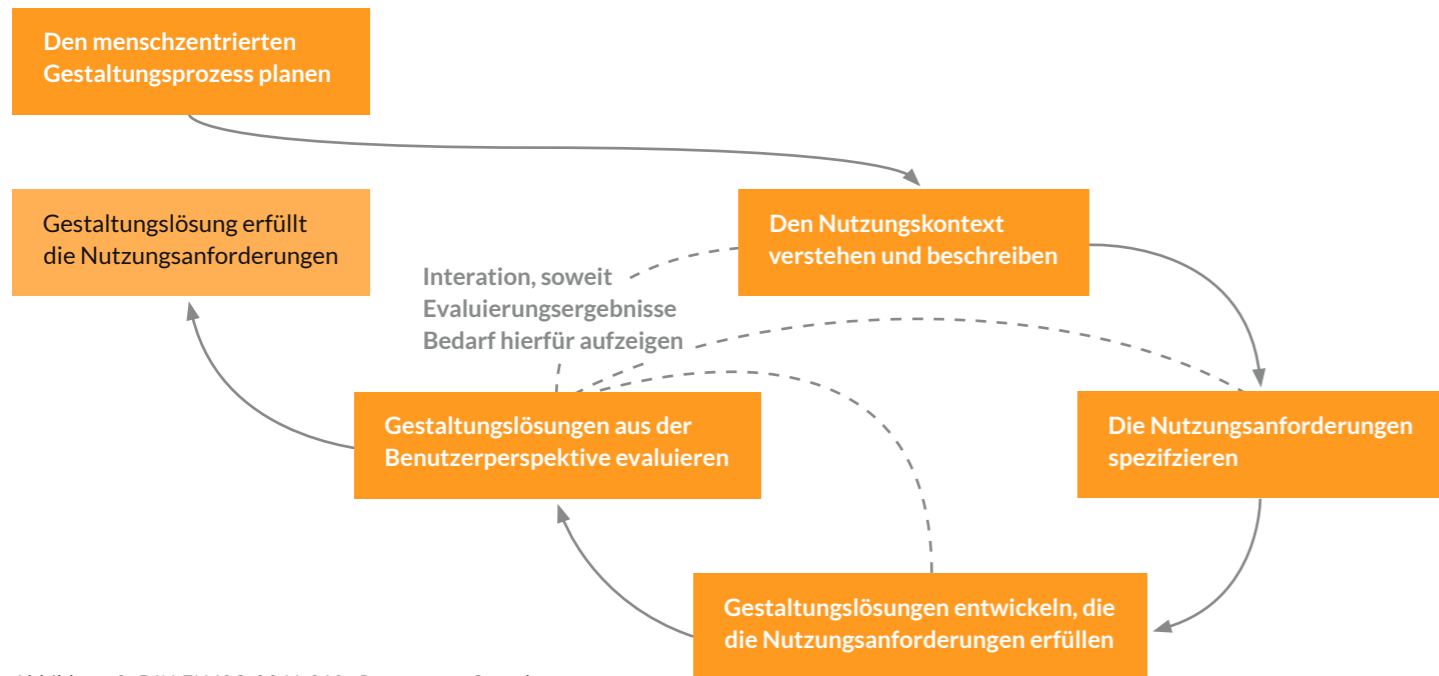 Den menschzentrierten
Gestaltungsprozess planen
Gestaltungslösung erfüllt
die Nutzungsanforderungen
Den Nutzungskontext
verstehen und beschreiben
Interation, soweit
Evaluierungsergebnisse
Bedarf hierfür aufzeigen
Gestaltungslösungen aus der
Benutzerperspektive evaluieren
Die Nutzungsanforderungen
spezifzieren
Gestaltungslösungen entwickeln, die
die Nutzungsanforderungen erfüllen